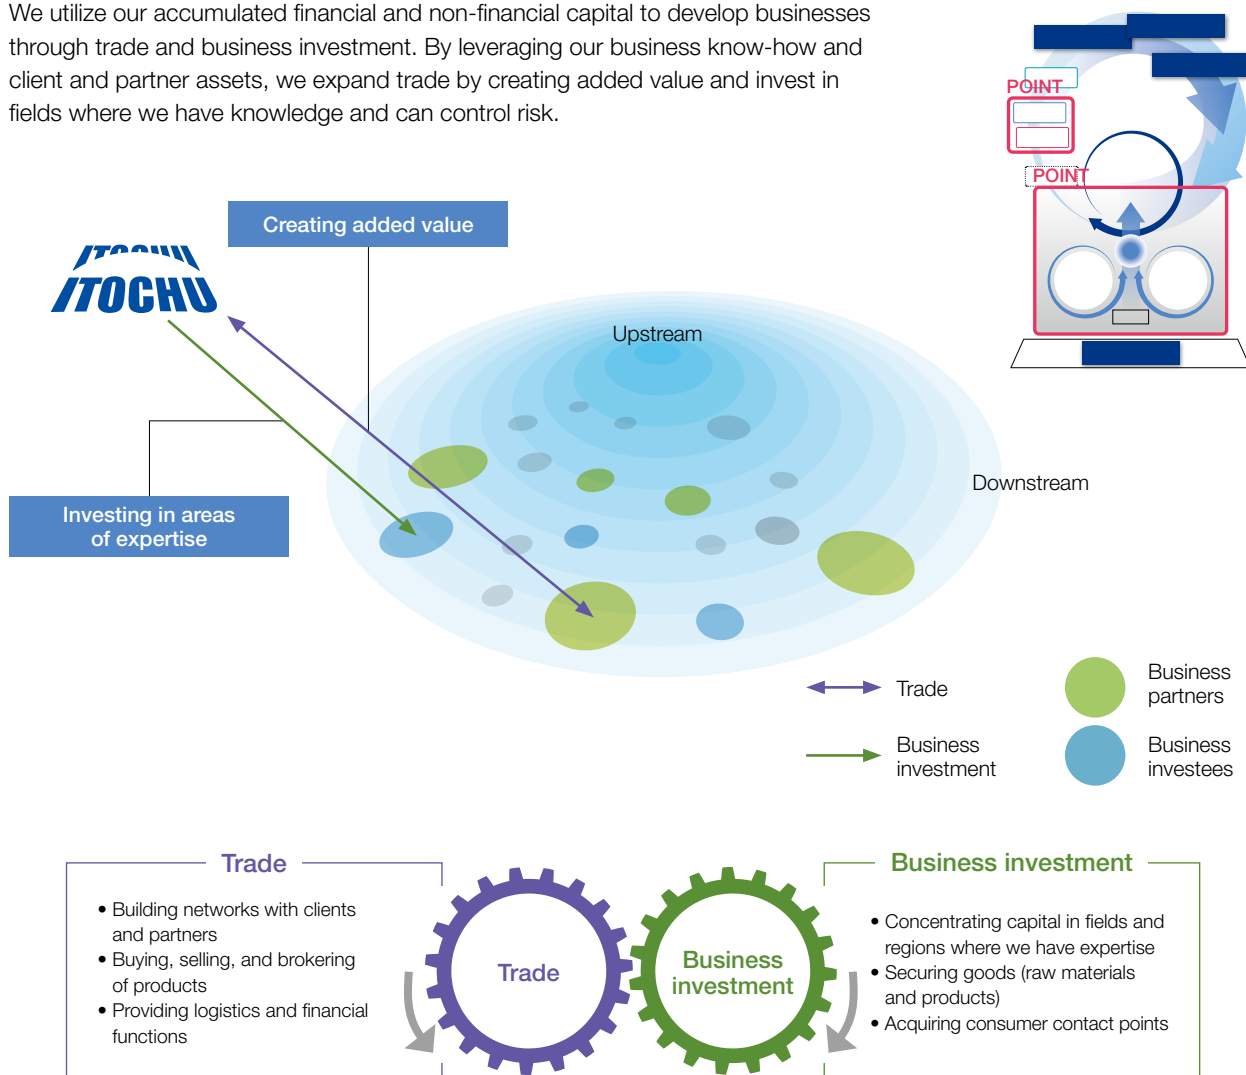 We utilize our accumulated financial and non-financial capital to develop businesses
through trade and business investment. By leveraging our business know-how and
client and partner assets, we expand trade by creating added value and invest in
fields where we have knowledge and can control risk.
POINT
POINT
Creating added value
ITOCHU
ITOCHU
Upstream
Downstream
Investing in areas
of expertise
Trade
Business
partners
Business
investment
Business
investees
Trade
• Building networks with clients
and partners
• Buying, selling, and brokering
of products
• Providing logistics and financial
functions
Trade
Business
investment
Business investment
• Concentrating capital in fields and
regions where we have expertise
• Securing goods (raw materials
and products)
• Acquiring consumer contact points